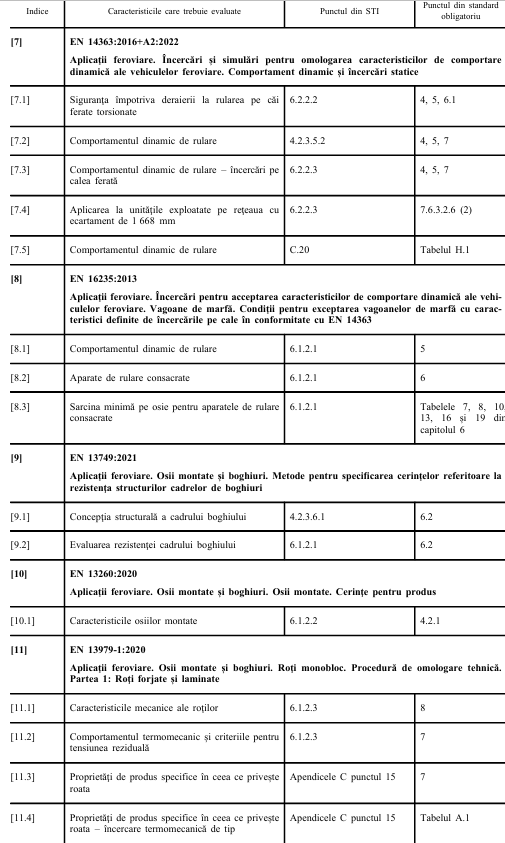 Indice
Caracteristicile care trebuie evaluate
Punctul din STI
Punctul din standard
obligatoriu
[7]
EN 14363:2016+A2:2022
Aplicații feroviare. Încercări și simulări pentru omologarea caracteristicilor de comportare
dinamică ale vehiculelor feroviare. Comportament dinamic și încercări statice
[7.1]
Siguranța împotriva deraierii la rularea pe căi
ferate torsionate
6.2.2.2
4, 5, 6.1
[7.2]
Comportamentul dinamic de rulare
4.2.3.5.2
4, 5, 7
[7.3]
Comportamentul dinamic de rulare – încercări pe
calea ferată
6.2.2.3
4, 5, 7
[7.4]
Aplicarea la unitățile exploatate pe rețeaua cu
ecartament de 1 668 mm
6.2.2.3
7.6.3.2.6 (2)
[7.5]
Comportamentul dinamic de rulare
C.20
Tabelul H.1
[8]
EN 16235:2013
Aplicații feroviare. Încercări pentru acceptarea caracteristicilor de comportare dinamică ale vehi-
culelor feroviare. Vagoane de marfă. Condiții pentru exceptarea vagoanelor de marfă cu carac-
teristici definite de încercările pe cale în conformitate cu EN 14363
[8.1]
Comportamentul dinamic de rulare
6.1.2.1
5
[8.2]
Aparate de rulare consacrate
6.1.2.1
6
[8.3]
Sarcina minimă pe osie pentru aparatele de rulare
consacrate
6.1.2.1
Tabelele 7, 8, 10,
13, 16 și 19 din
capitolul 6
[9]
EN 13749:2021
Aplicații feroviare. Osii montate și boghiuri. Metode pentru specificarea cerințelor referitoare la
rezistența structurilor cadrelor de boghiuri
[9.1]
Concepția structurală a cadrului boghiului
4.2.3.6.1
6.2
[9.2]
Evaluarea rezistenței cadrului boghiului
6.1.2.1
6.2
[10]
EN 13260:2020
Aplicații feroviare. Osii montate și boghiuri. Osii montate. Cerințe pentru produs
[10.1]
Caracteristicile osiilor montate
6.1.2.2
4.2.1
[11]
EN 13979-1:2020
Aplicații feroviare. Osii montate și boghiuri. Roți monobloc. Procedură de omologare tehnică.
Partea 1: Roți forjate și laminate
[11.1]
Caracteristicile mecanice ale roților
6.1.2.3
8
[11.2]
Comportamentul termomecanic și criteriile pentru
tensiunea reziduală
6.1.2.3
7
[11.3]
Proprietăți de produs specifice în ceea ce privește
roata
Apendicele C punctul 15
7
[11.4]
Proprietăți de produs specifice în ceea ce privește
roata – încercare termomecanică de tip
Apendicele C punctul 15
Tabelul A.1